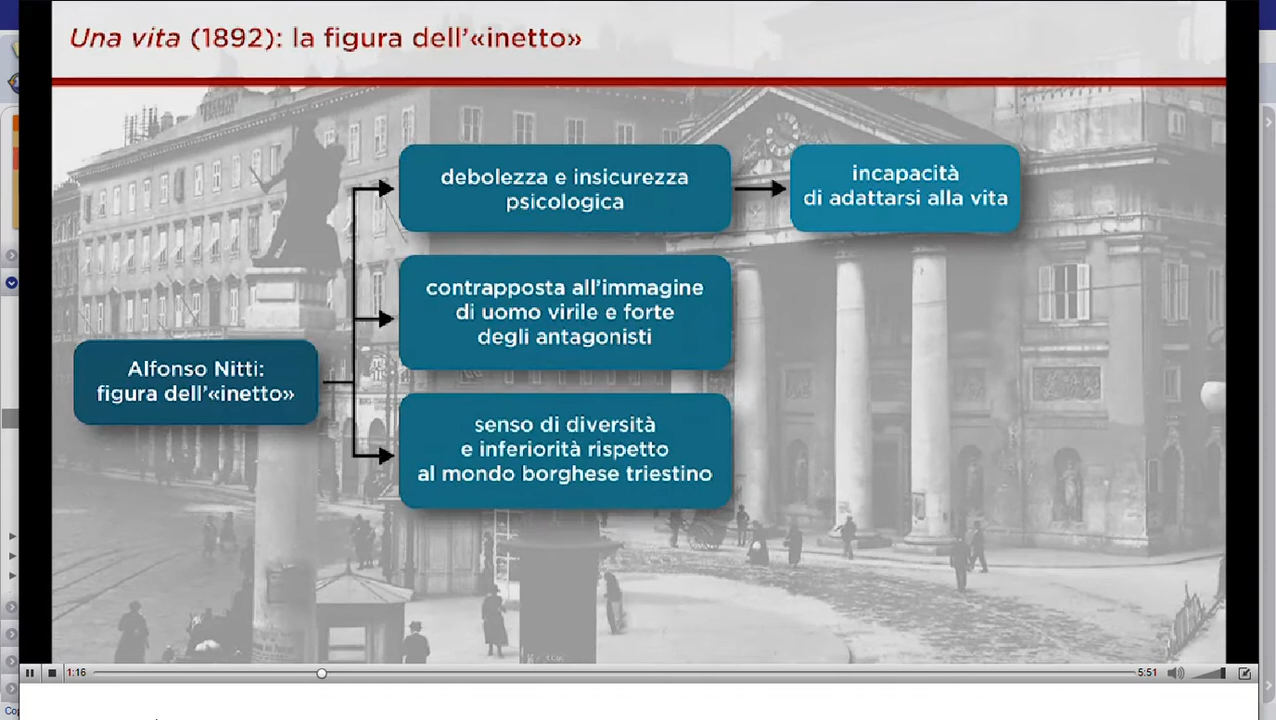 Una vita (1892): la figura dell'«inetto»
debolezza e insicurezza
psicologica
incapacità
di adattarsi alla vita
contrapposta all'immagine
di uomo virile e forte
degli antagonisti
Alfonso Nitti:
figura dell'«inetto»
senso di diversità
e inferiorità rispetto
al mondo borghese triestino
1:16
5:51
Cop